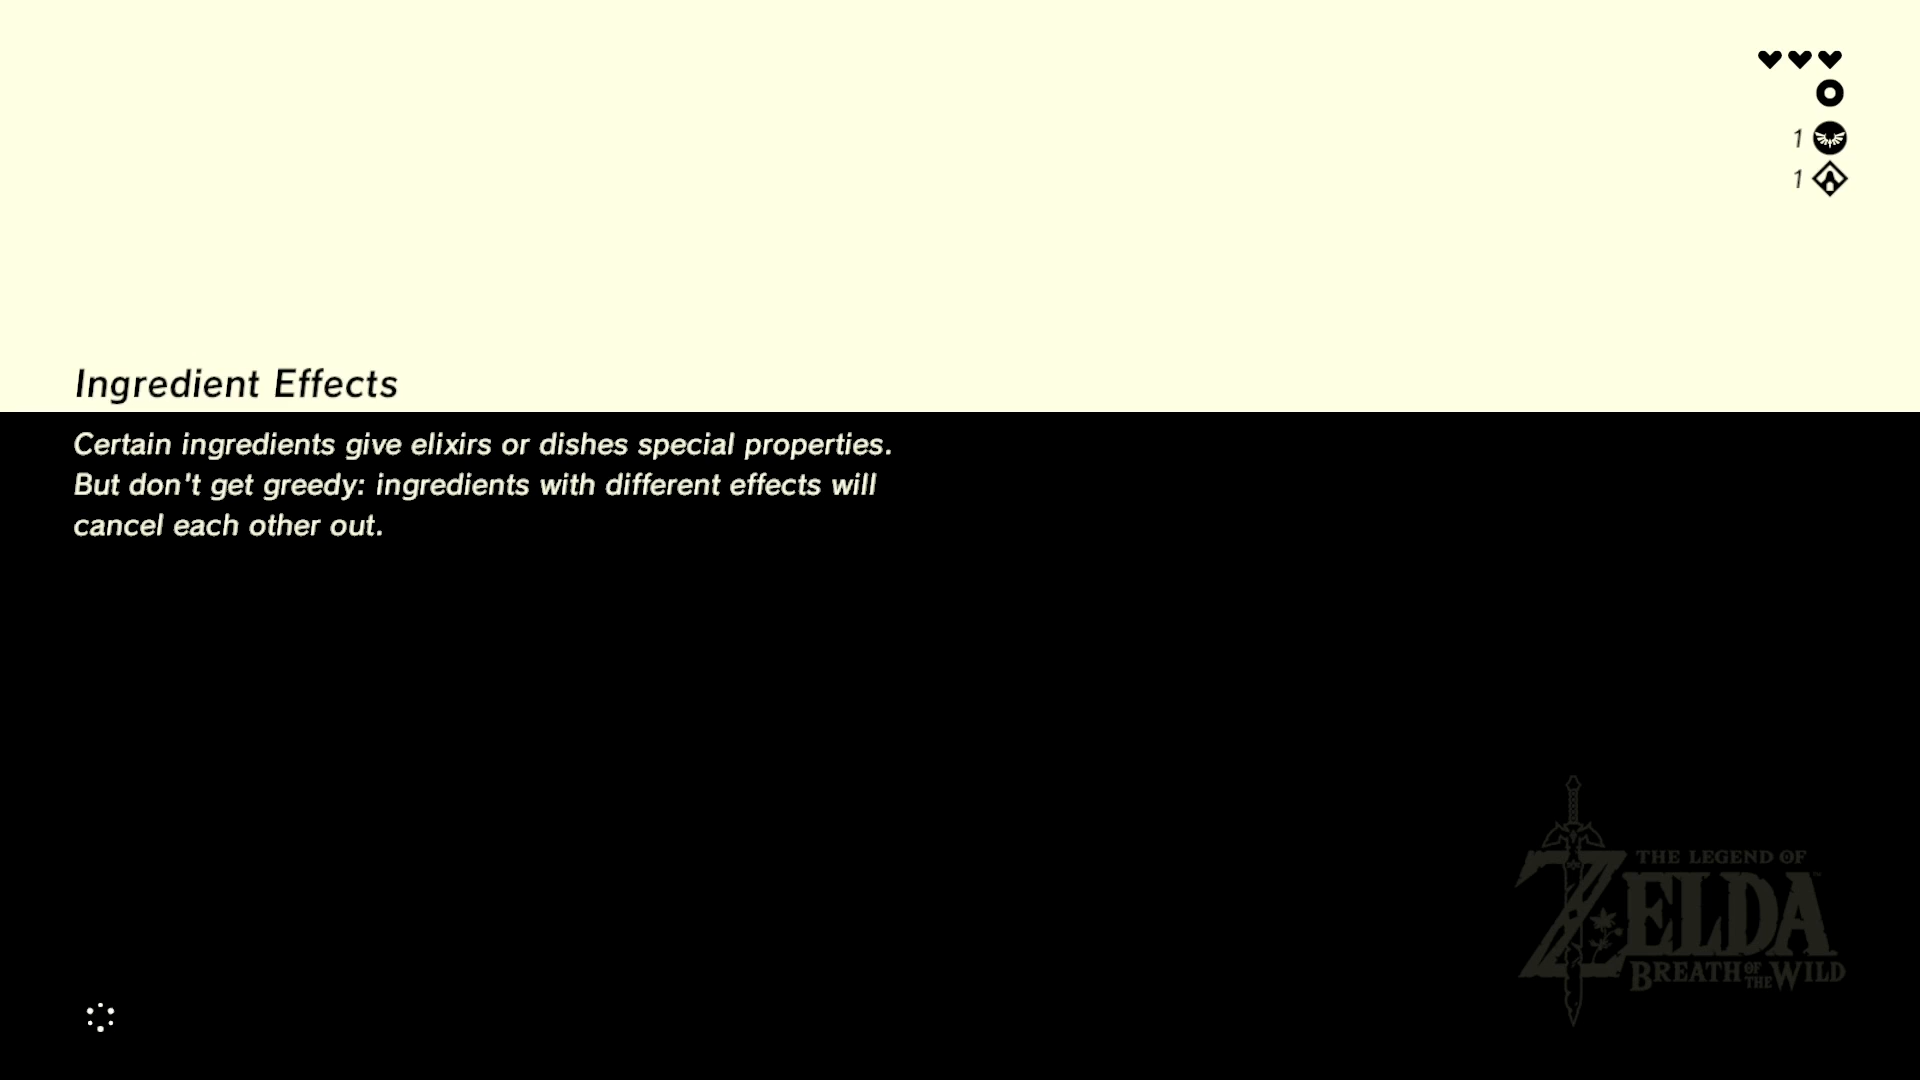 1
1
Ingredient Effects
Certain ingredients give elixirs or dishes special properties.
But don't get greedy: ingredients with different effects will
cancel each other out.
THE LEGEND OF
ZELDA™
BREATH OF THE WILD